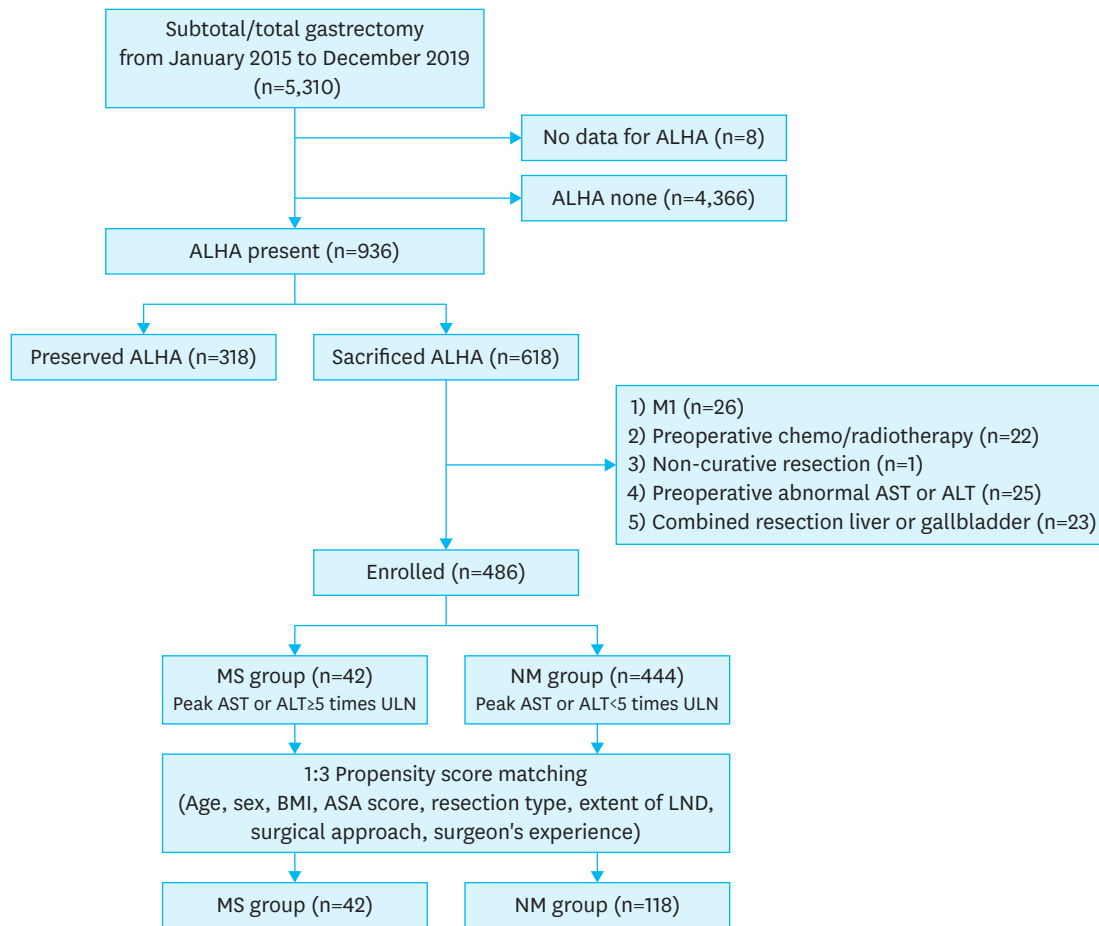 Subtotal/total gastrectomy
from January 2015 to December 2019
(n=5,310)
No data for ALHA (n=8)
ALHA none (n=4,366)
ALHA present (n=936)
Preserved ALHA (n=318)
Sacrificed ALHA (n=618)
1) M1 (n=26)
2) Preoperative chemo/radiotherapy (n=22)
3) Non-curative resection (n=1)
4) Preoperative abnormal AST or ALT (n=25)
5) Combined resection liver or gallbladder (n=23)
Enrolled (n=486)
MS group (n=42)
Peak AST or ALT≥5 times ULN
NM group (n=444)
Peak AST or ALT<5 times ULN
1:3 Propensity score matching
(Age, sex, BMI, ASA score, resection type, extent of LND,
surgical approach, surgeon's experience)
MS group (n=42)
NM group (n=118)